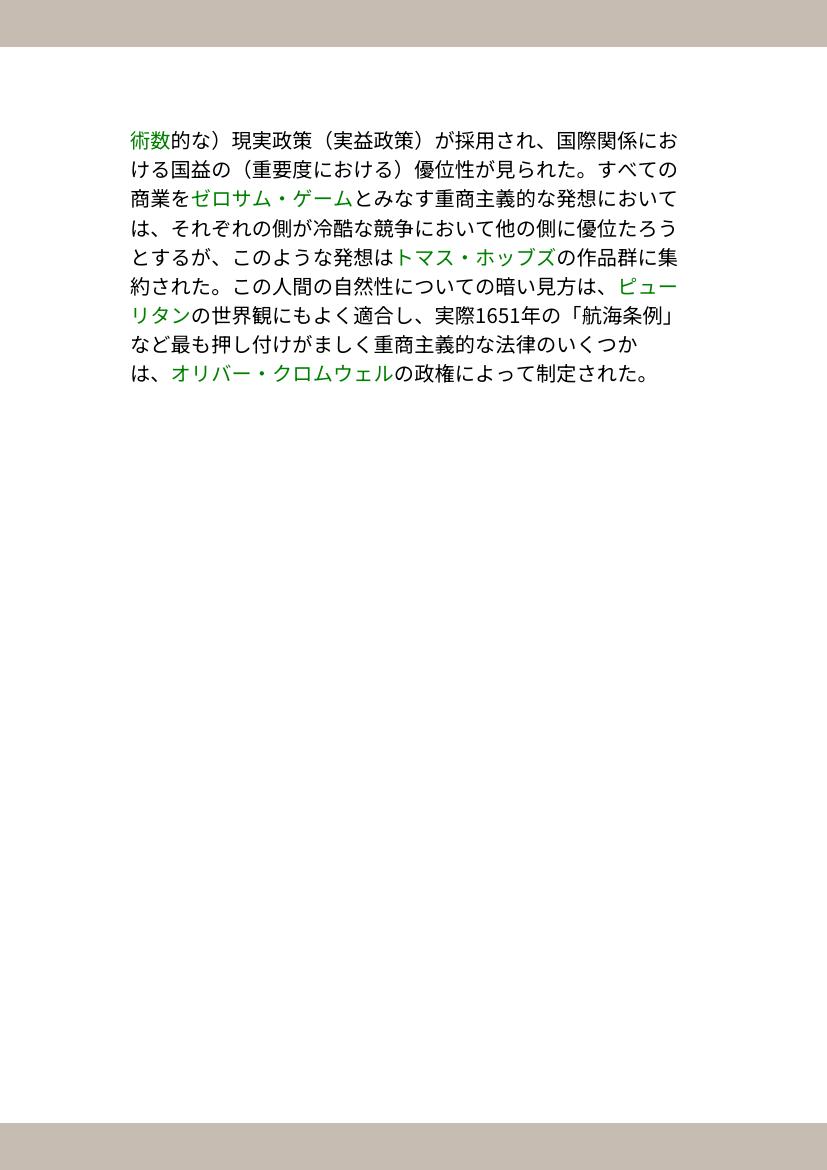 術数的な）現実政策（実益政策）が採用され、国際関係にお
ける国益の（重要度における）優位性が見られた。すべての
商業をゼロサム・ゲームとみなす重商主義的な発想において
は、それぞれの側が冷酷な競争において他の側に優位たろう
とするが、このような発想はトマス・ホッブズの作品群に集
約された。この人間の自然性についての暗い見方は、ピュー
リタンの世界観にもよく適合し、実際1651年の「航海条例」
など最も押し付けがましく重商主義的な法律のいくつか
は、オリバー・クロムウェルの政権によって制定された。